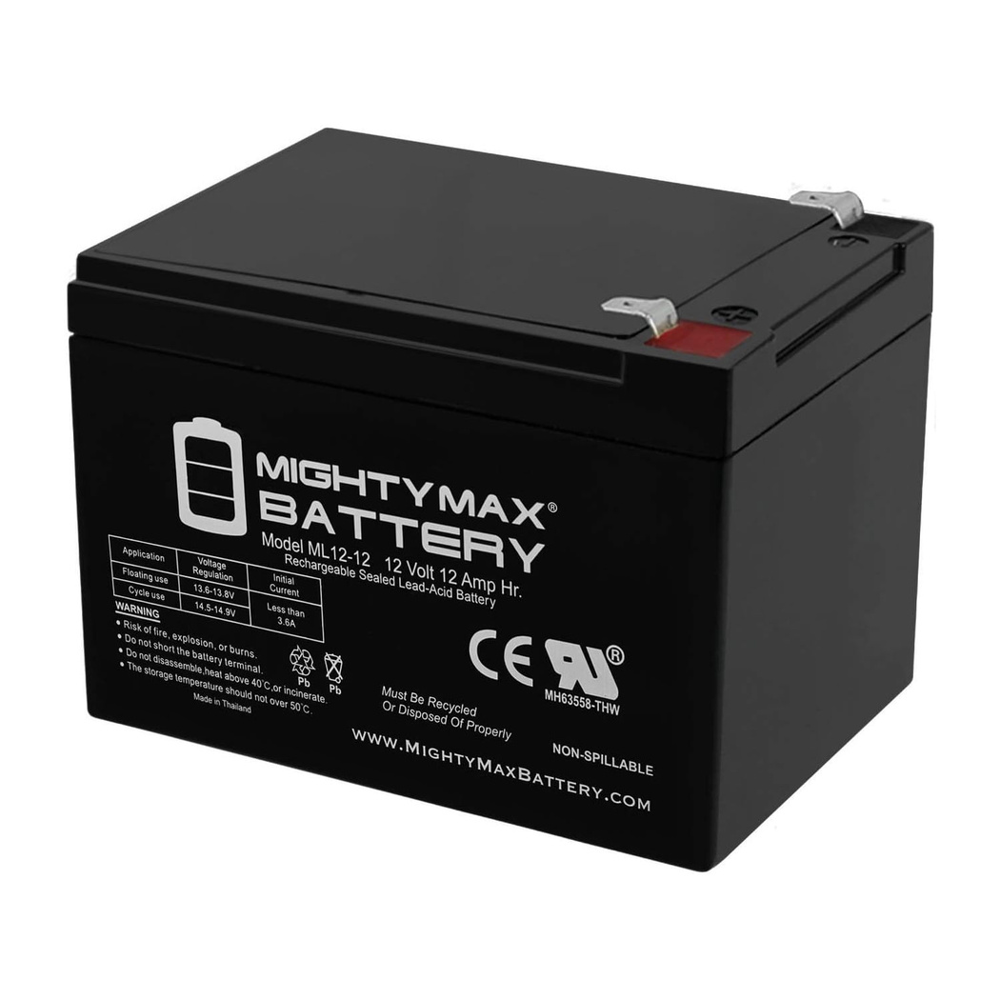 MIGHTYMAX®
BATTERY
Model ML12-12 12 Volt 12 Amp Hr.
Rechargeable Sealed Lead-Acid Battery
Application Voltage Regulation Initial Current
Floating use 13.6-13.8V Less than 3.6A
Cycle use 14.5-14.9V
WARNING
• Risk of fire, explosion, or burns.
• Do not short the battery terminal.
• Do not disassemble,heat above 40°C,or incinerate.
• The storage temperature should not over 50°C.
Made in Thailand
Pb Pb
Must Be Recycled
Or Disposed Of Properly
CE RU®
MH63558-THW
NON-SPILLABLE
www.MightyMaxBattery.com
+
-